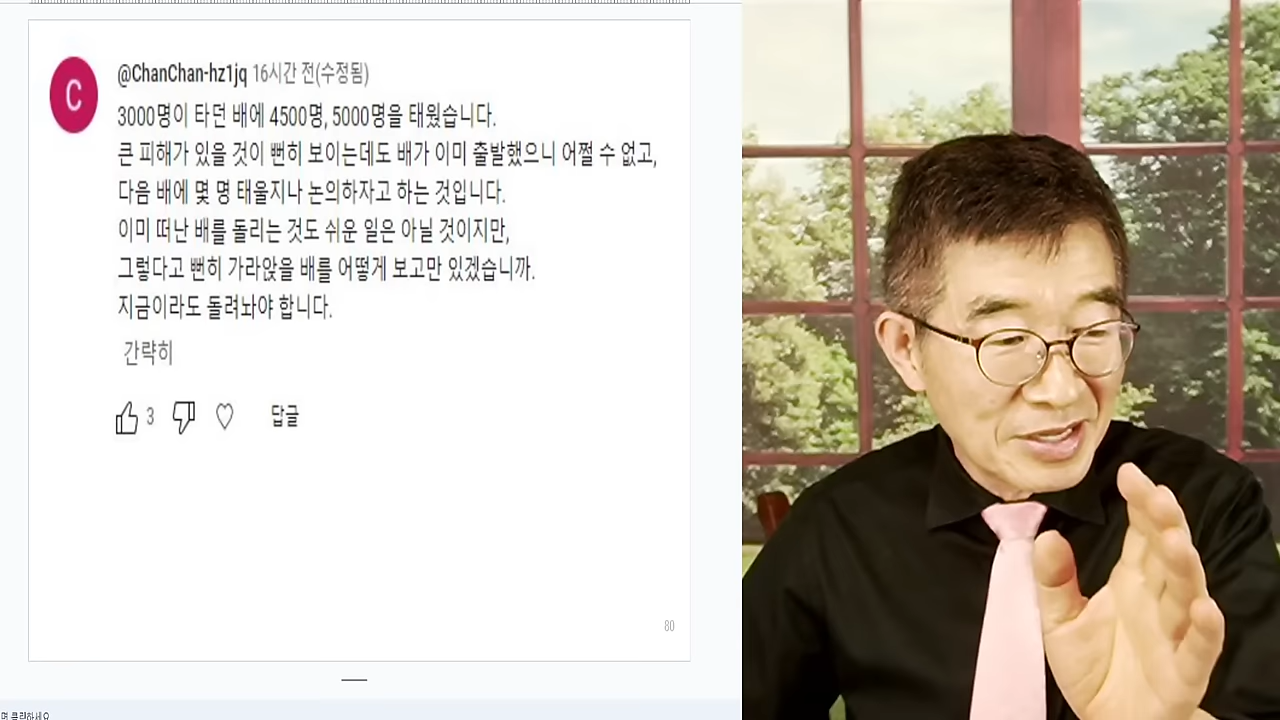 C
@ChanChan-hz1jq 16시간 전(수정됨)
3000명이 타던 배에 4500명, 5000명을 태웠습니다.
큰 피해가 있을 것이 뻔히 보이는데도 배가 이미 출발했으니 어쩔 수 없고,
다음 배에 몇 명 태울지나 논의하자고 하는 것입니다.
이미 떠난 배를 돌리는 것도 쉬운 일은 아닐 것이지만,
그렇다고 뻔히 가라앉을 배를 어떻게 보고만 있겠습니까.
지금이라도 돌려놔야 합니다.
간략히
3
답글
80